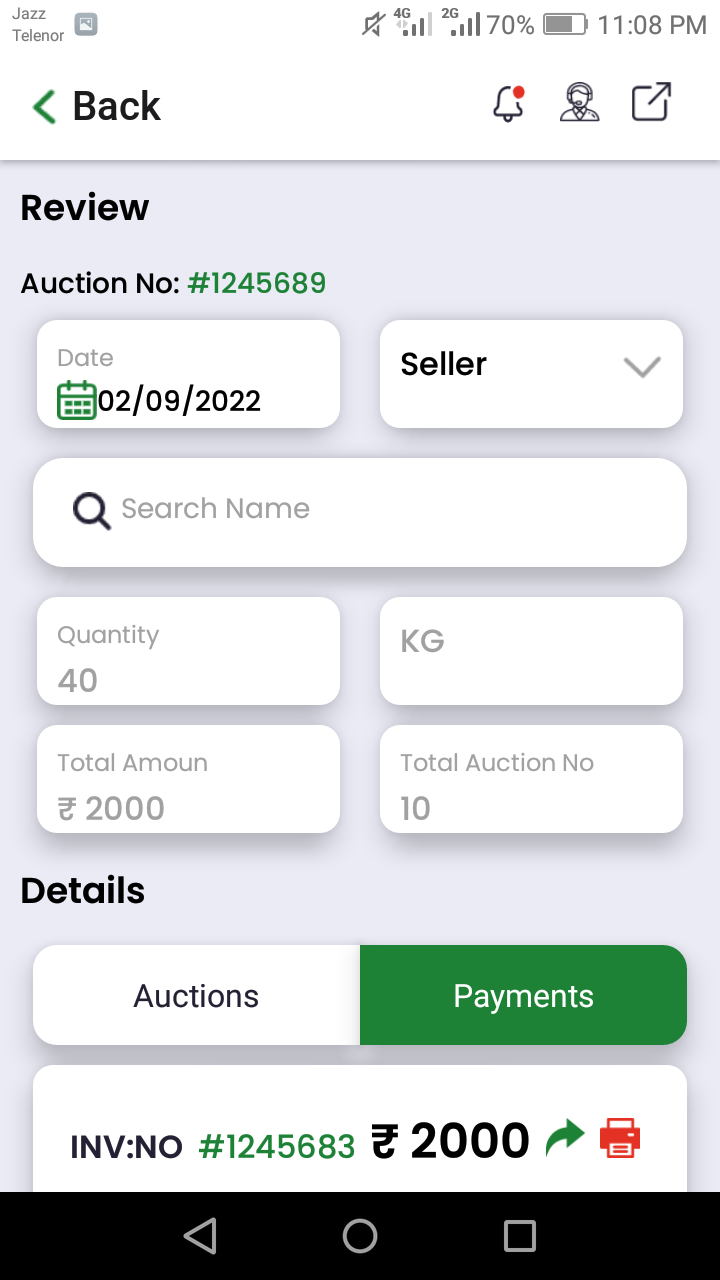 Jazz
Telenor
4G 2G 70% 11:08 PM
Back
Review
Auction No: #1245689
Date
02/09/2022
Seller
Search Name
Quantity
40
KG
Total Amoun
₹ 2000
Total Auction No
10
Details
Auctions
Payments
INV:NO #1245683 ₹ 2000